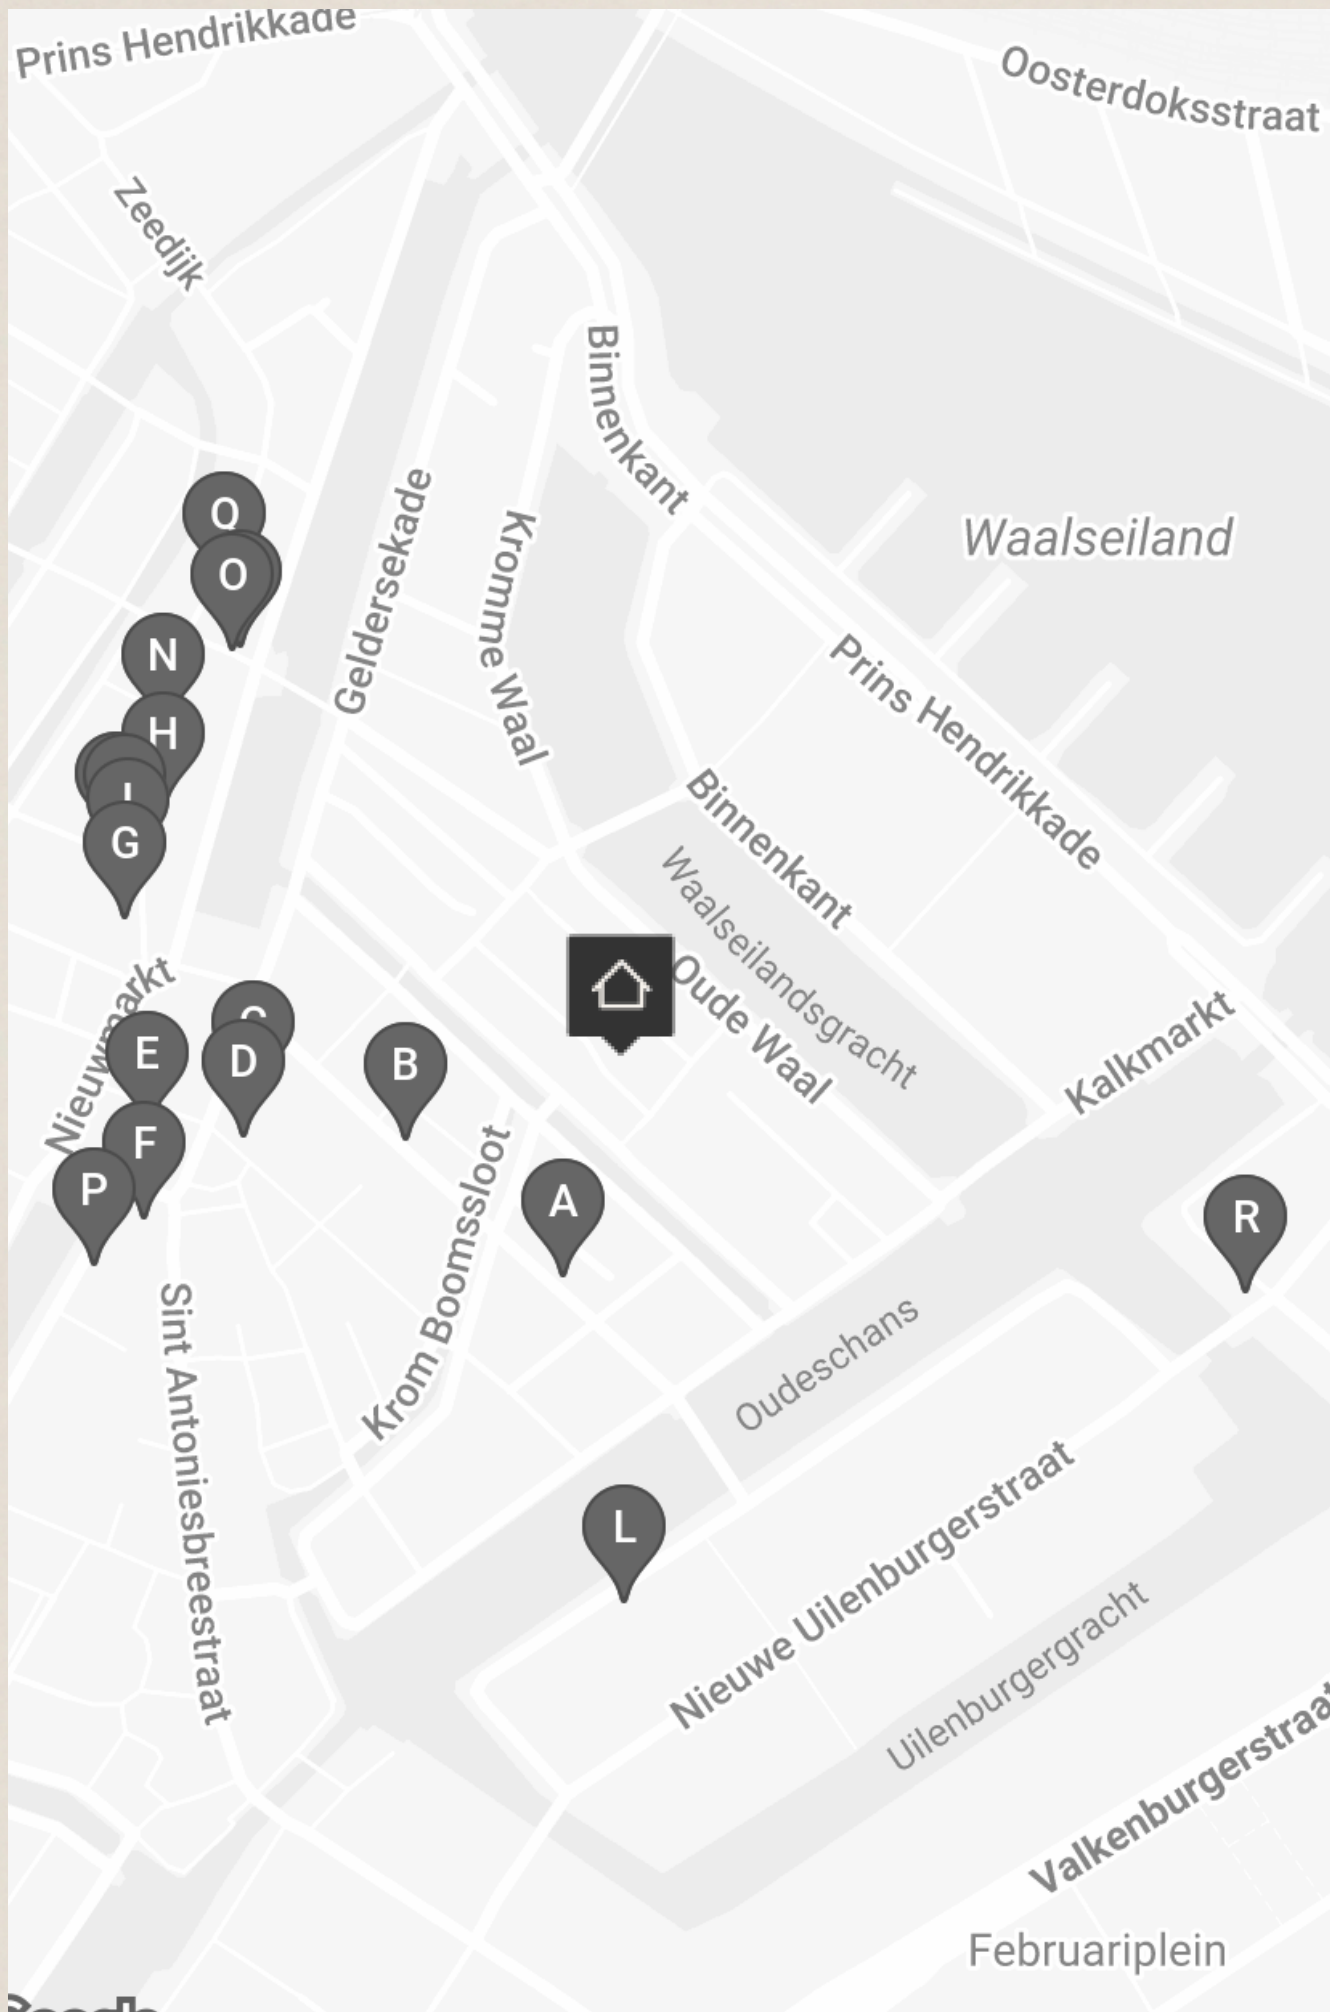 Prins Hendrikkade
Oosterdoksstraat
Zeedijk
Binnenkant
Geldersekade
Kromme Waal
Waalseiland
Q
O
N
H
G
Prins Hendrikkade
Binnenkant
Waalseilandsgracht
Oude Waal
Nieuwmarkt
Kalkmarkt
E
D
B
F
P
A
R
Krom Boomssloot
Sint Antoniesbreestraat
Oudeschans
L
Nieuwe Uilenburgerstraat
Uilenburgergracht
Valkenburgerstraat
Februariplein